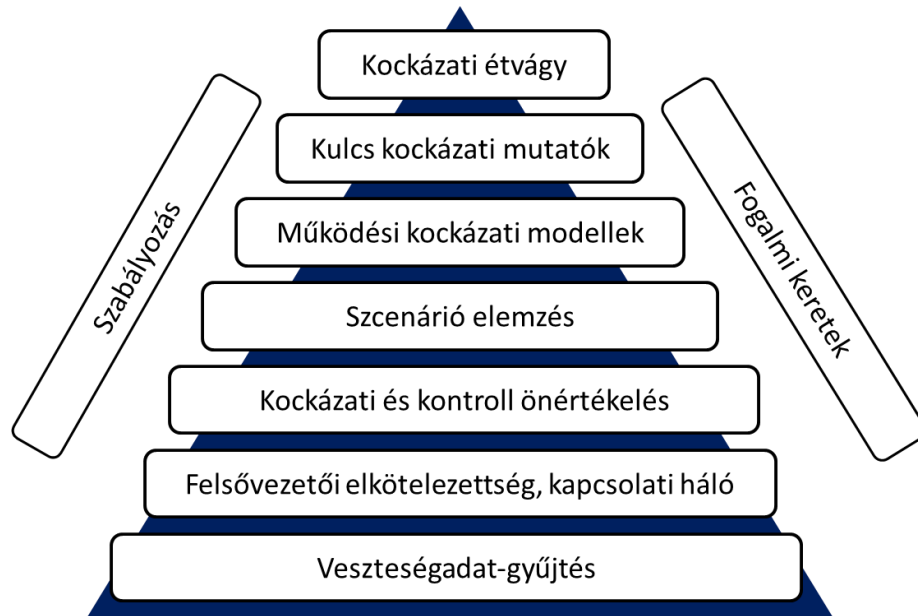 Kockázati étvágy
Kulcs kockázati mutatók
Működési kockázati modellek
Szcenárió elemzés
Kockázati és kontroll önértékelés
Felsővezetői elkötelezettség, kapcsolati háló
Veszteségadat-gyűjtés
Szabályozás
Fogalmi keretek